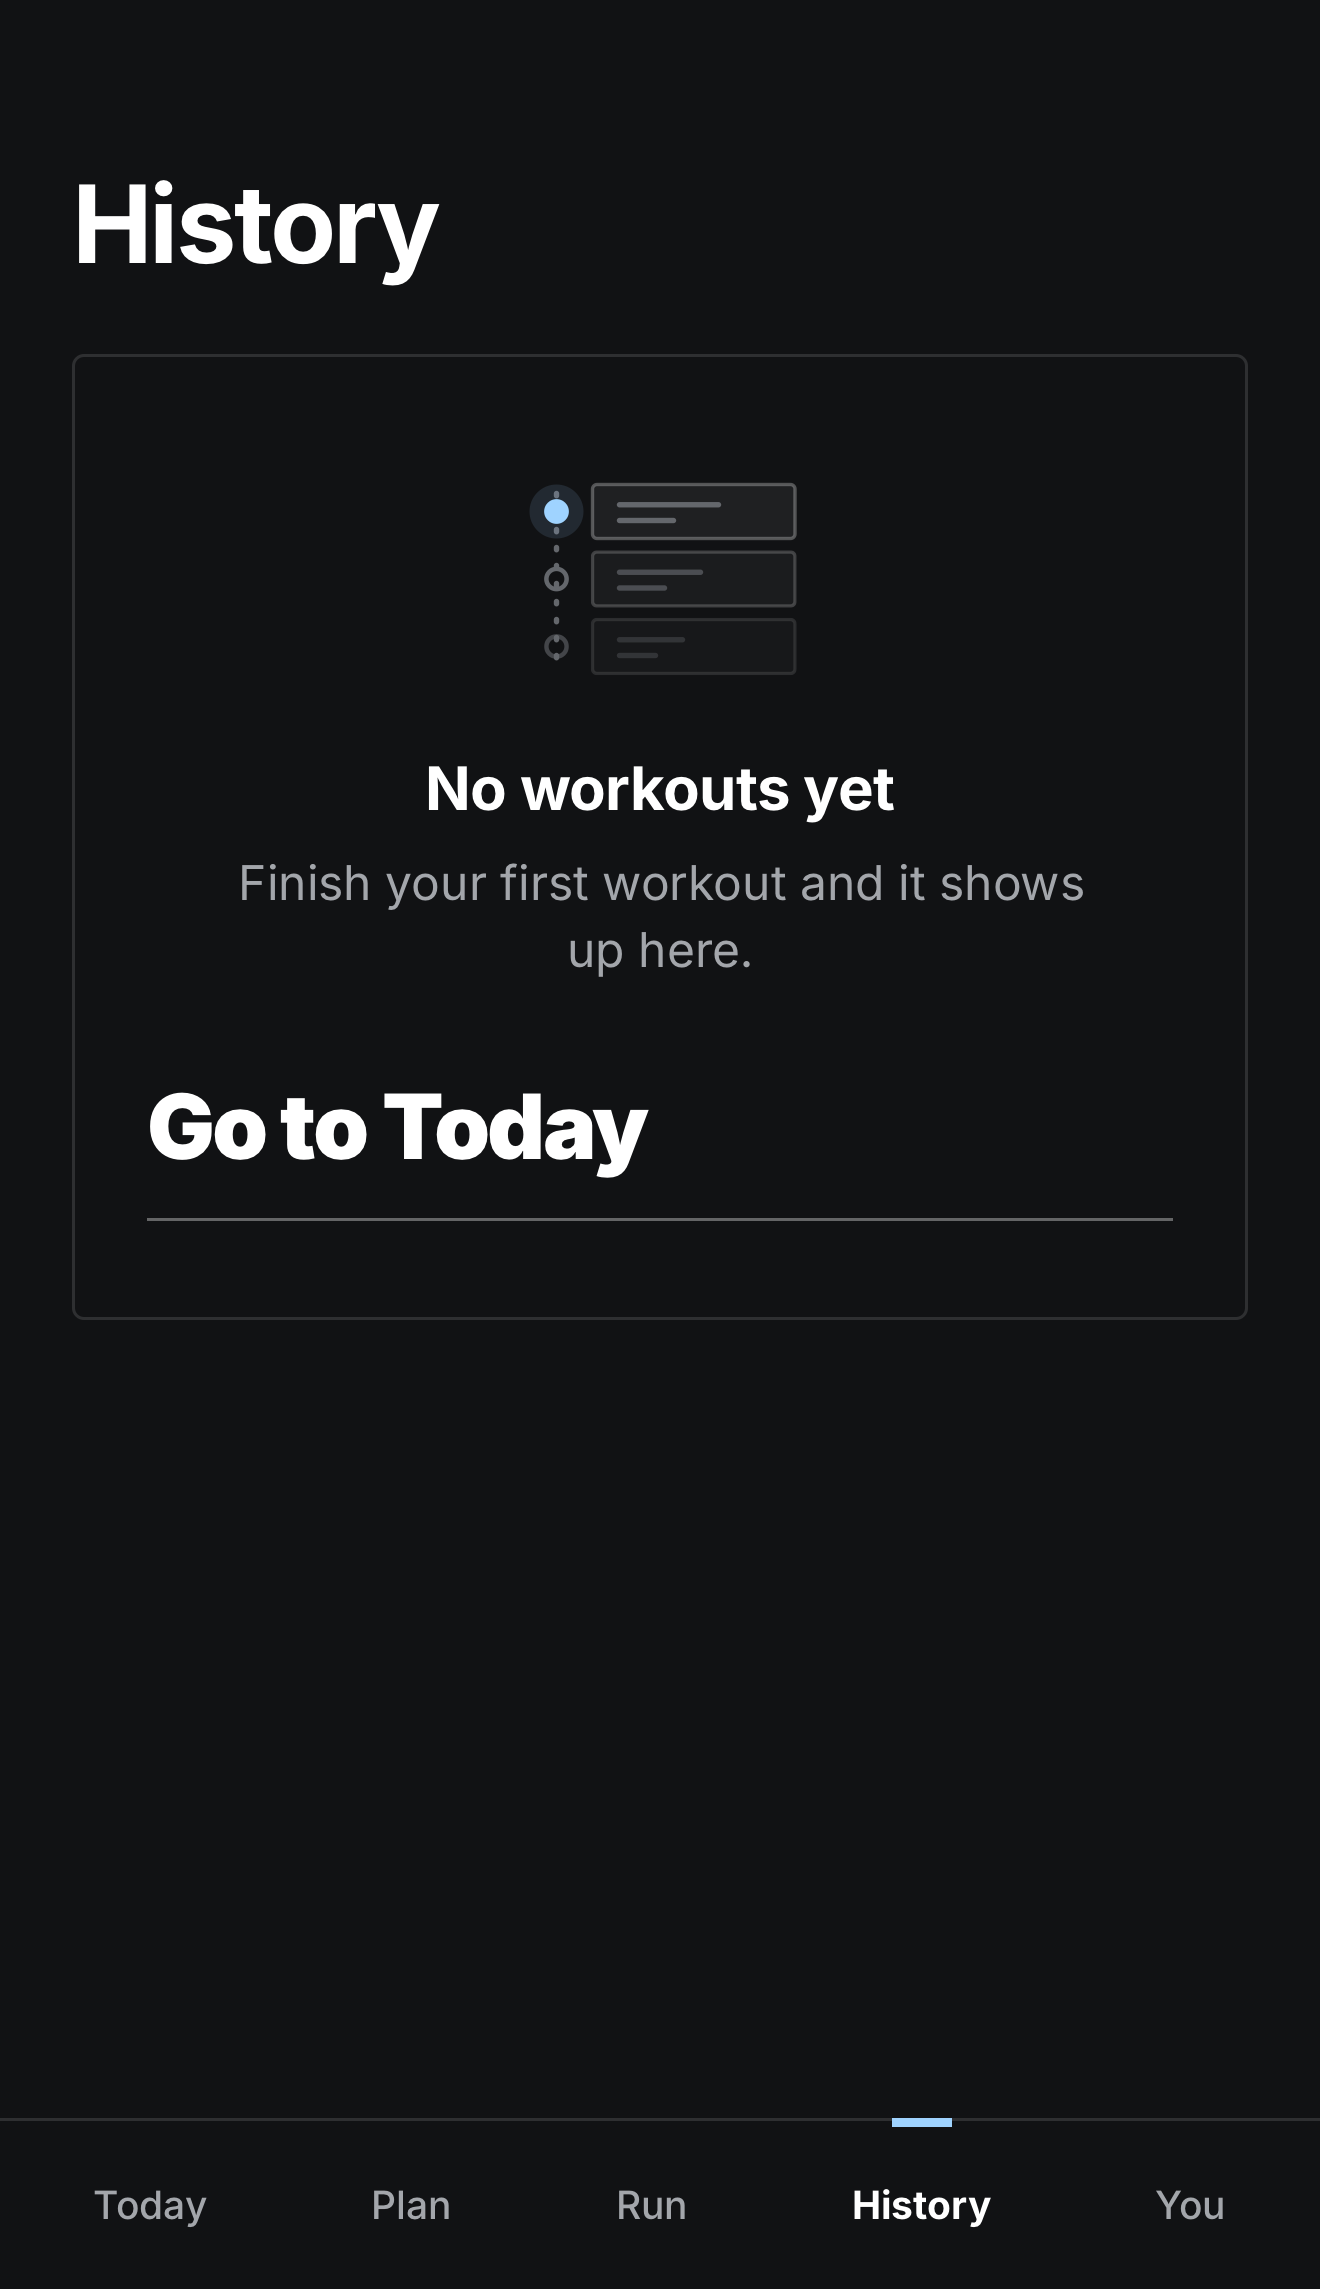 History
No workouts yet
Finish your first workout and it shows
up here.
Go to Today
Today Plan Run History You